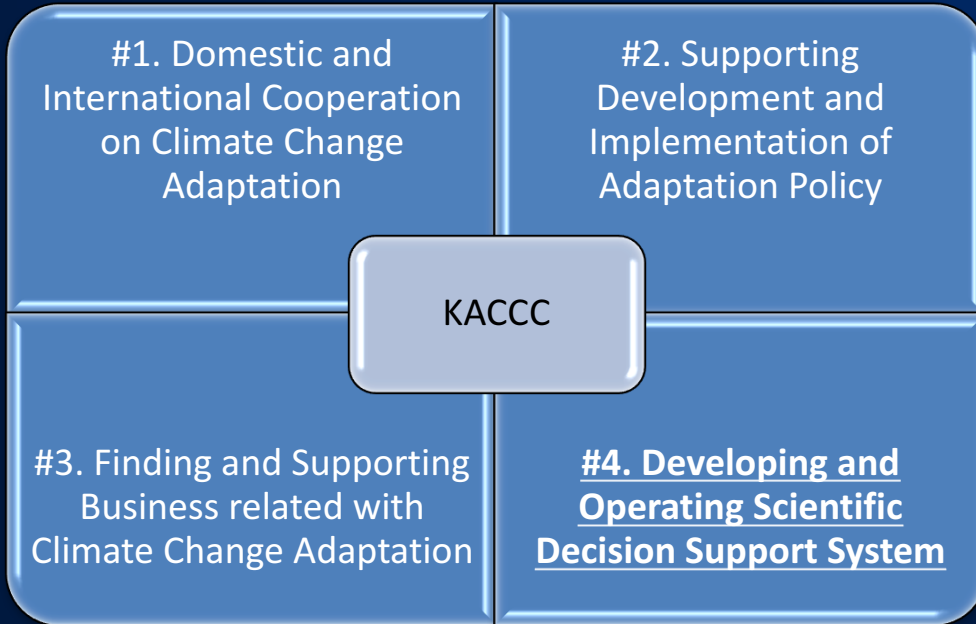 #1. Domestic and
International Cooperation
on Climate Change
Adaptation
#2. Supporting
Development and
Implementation of
Adaptation Policy
KACCC
#3. Finding and Supporting
Business related with
Climate Change Adaptation
#4. Developing and
Operating Scientific
Decision Support System